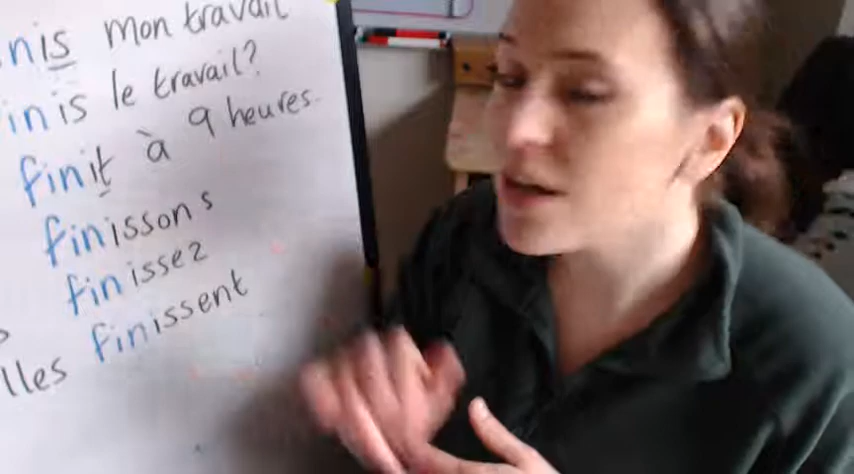 nis mon travail
inis le travail?
finit à 9 heures.
finissons
finissez
lles finissent